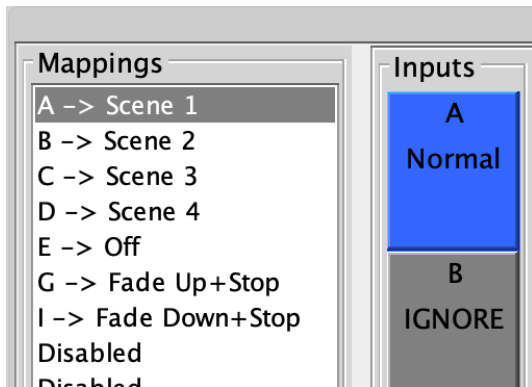 Mappings
A -> Scene 1
B -> Scene 2
C -> Scene 3
D -> Scene 4
E -> Off
G -> Fade Up+Stop
I -> Fade Down+Stop
Disabled
Disabled
Inputs
A
Normal
B
IGNORE